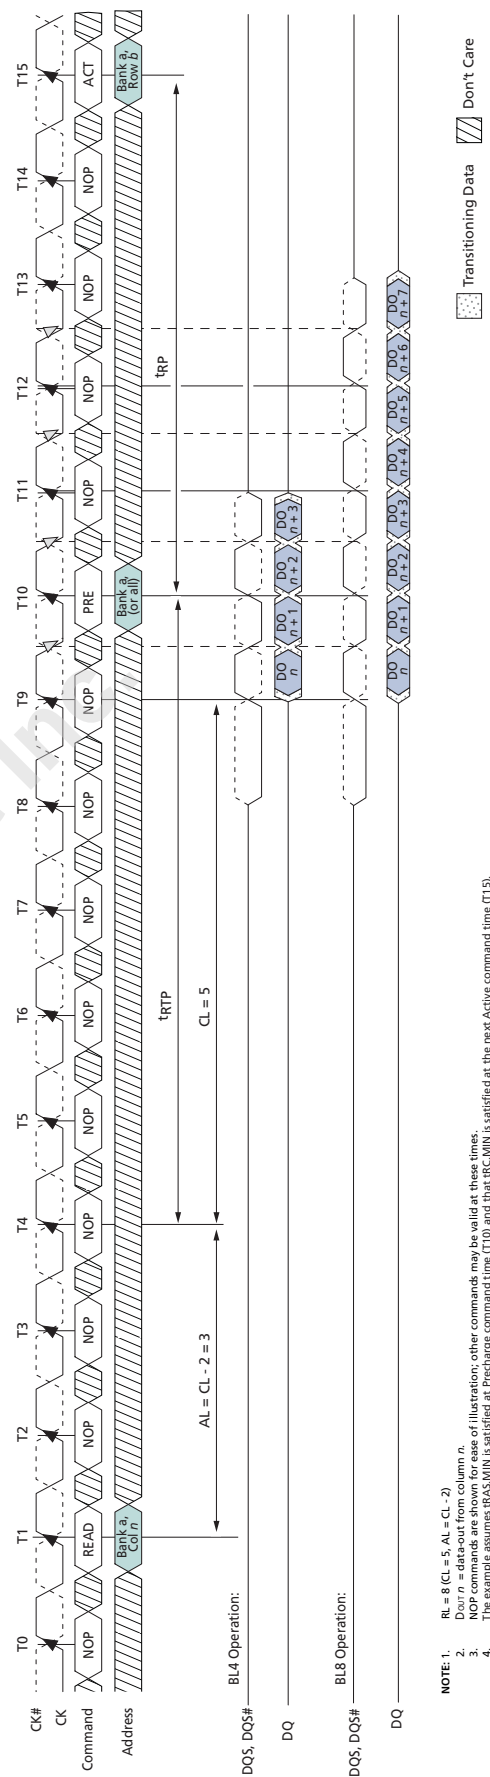 T0 T1 T2 T3 T4 T5 T6 T7 T8 T9 T10 T11 T12 T13 T14 T15
CK#
CK
Command NOP READ NOP NOP NOP NOP NOP NOP NOP NOP PRE NOP NOP NOP NOP ACT
Address Bank a, Col n Bank a, (or all) Bank a, Row b
AL = CL - 2 = 3 tRTP tRP
CL = 5
BL4 Operation:
DQS, DQS#
DQ DO n DO n + 1 DO n + 2 DO n + 3
BL8 Operation:
DQS, DQS#
DQ DO n DO n + 1 DO n + 2 DO n + 3 DO n + 4 DO n + 5 DO n + 6 DO n + 7
Transitioning Data Don't Care
NOTE: 1. RL = 8 (CL = 5, AL = CL - 2)
2. DOUT n = data-out from column n.
3. NOP commands are shown for ease of illustration; other commands may be valid at these times.
4. The example assumes tRAS.MIN is satisfied at Precharge command time (T10) and that tRC.MIN is satisfied at the next Active command time (T15).
Inc.